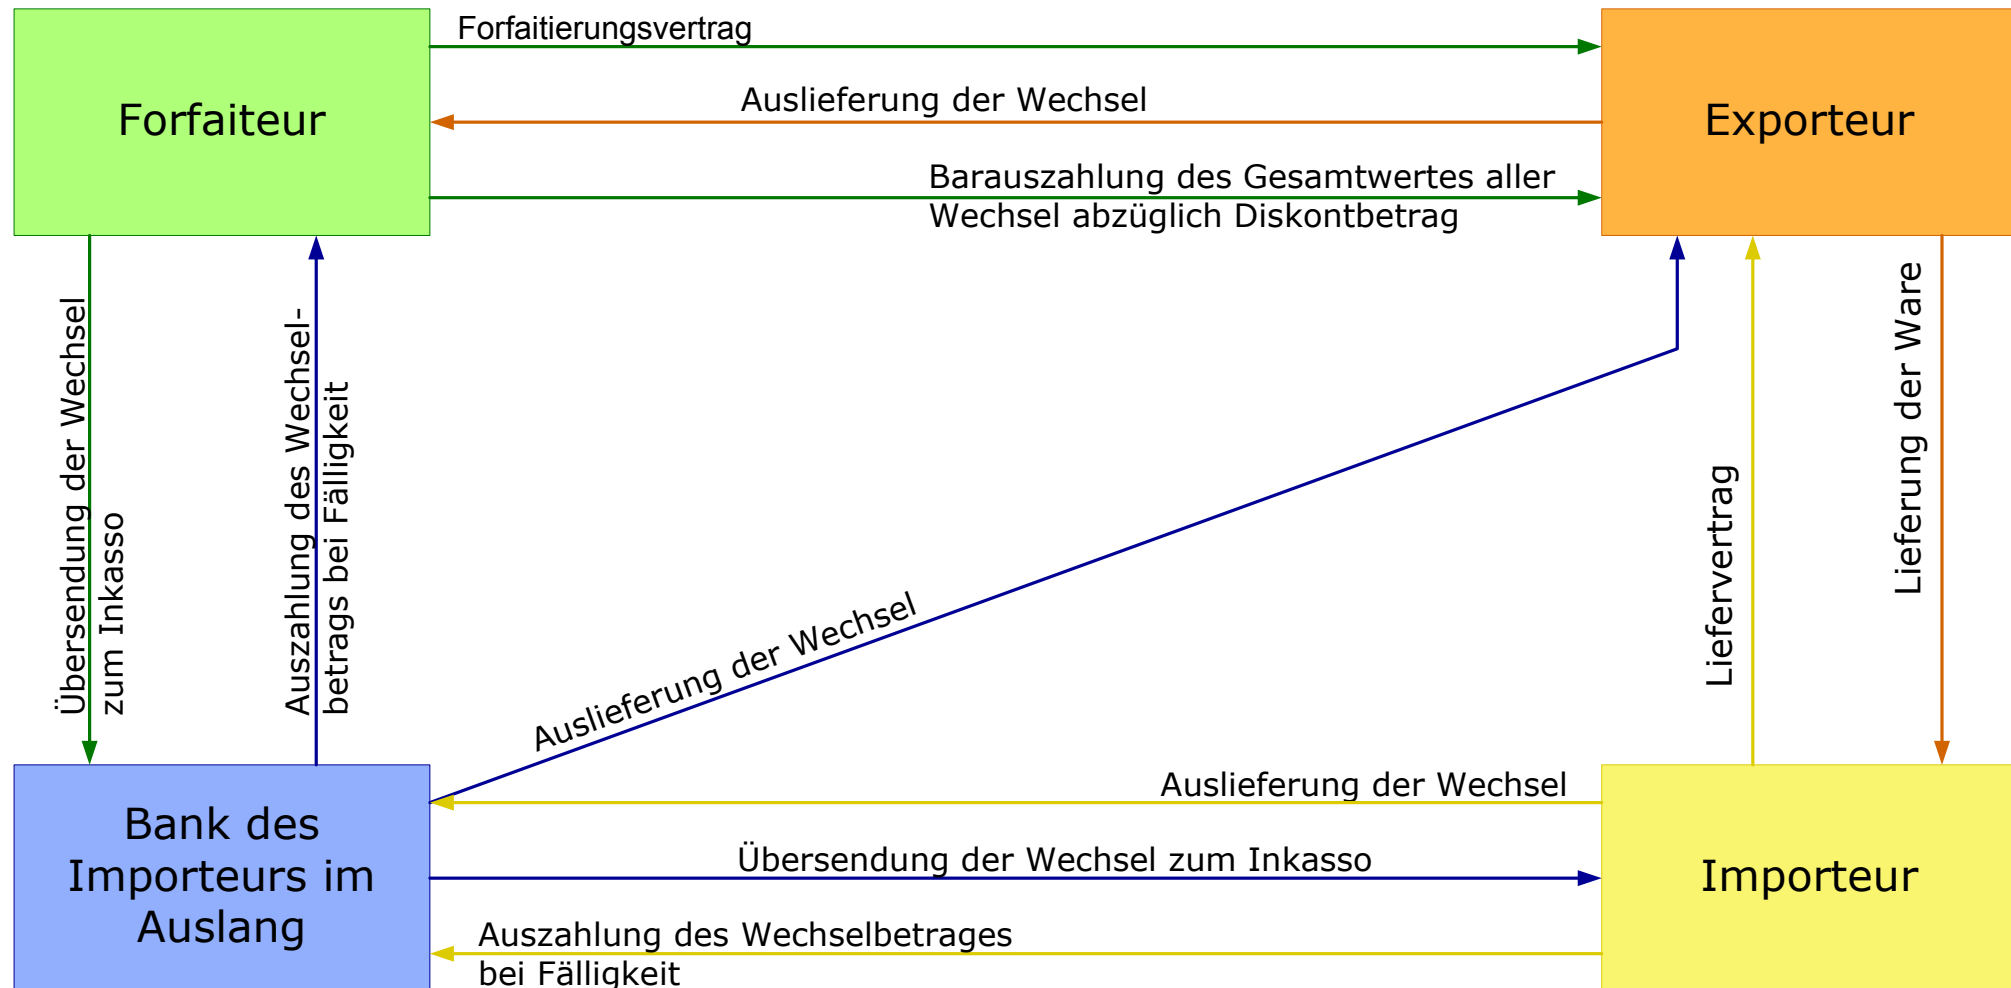 Forfaitierungsvertrag
Forfaiteur
Auslieferung der Wechsel
Exporteur
Barauszahlung des Gesamtwertes aller
Wechsel abzüglich Diskontbetrag
Übersendung der Wechsel
zum Inkasso
Auszahlung des Wechsel-
betrags bei Fälligkeit
Auslieferung der Wechsel
Liefervertrag
Lieferung der Ware
Bank des
Importeurs im
Auslang
Auslieferung der Wechsel
Übersendung der Wechsel zum Inkasso
Auszahlung des Wechselbetrages
bei Fälligkeit
Importeur